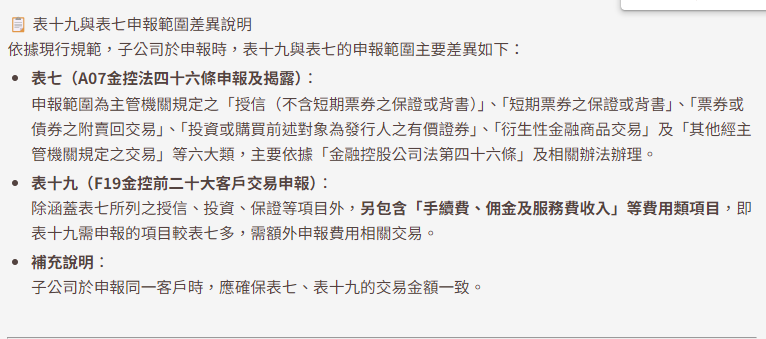 📋 表十九與表七申報範圍差異說明
依據現行規範，子公司於申報時，表十九與表七的申報範圍主要差異如下：
• 表七（A07金控法四十六條申報及揭露）：
申報範圍為主管機關規定之「授信（不含短期票券之保證或背書）」、「短期票券之保證或背書」、「票券或
債券之附賣回交易」、「投資或購買前述對象為發行人之有價證券」、「衍生性金融商品交易」及「其他經主
管機關規定之交易」等六大類，主要依據「金融控股公司法第四十六條」及相關辦法辦理。
• 表十九（F19金控前二十大客戶交易申報）：
除涵蓋表七所列之授信、投資、保證等項目外，另包含「手續費、佣金及服務費收入」等費用類項目，即
表十九需申報的項目較表七多，需額外申報費用相關交易。
• 補充說明：
子公司於申報同一客戶時，應確保表七、表十九的交易金額一致。